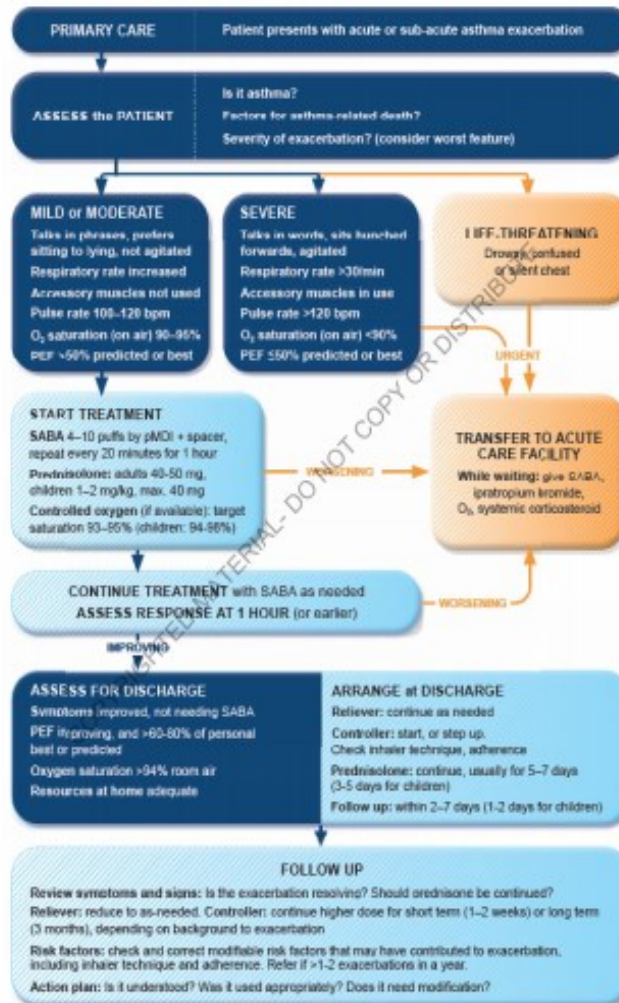 PRIMARY CARE
Patient presents with acute or sub-acute asthma exacerbation
ASSESS the PATIENT
Is it asthma?
Factors for asthma-related death?
Severity of exacerbation? (consider worst feature)
MILD or MODERATE
Talks in phrases, prefers
sitting to lying, not agitated
Respiratory rate increased
Accessory muscles not used
Pulse rate 100–120 bpm
O₂ saturation (on air) 90–95%
PEF >50% predicted or best
SEVERE
Talks in words, sits hunched
forwards, agitated
Respiratory rate >30/min
Accessory muscles in use
Pulse rate >120 bpm
O₂ saturation (on air) <90%
PEF ≤50% predicted or best
LIFE-THREATENING
Drowsy, confused
or silent chest
URGENT
START TREATMENT
SABA 4–10 puffs by pMDI + spacer,
repeat every 20 minutes for 1 hour
Prednisolone: adults 40-50 mg,
children 1–2 mg/kg, max. 40 mg
Controlled oxygen (if available): target
saturation 93–95% (children: 94-98%)
WORSENING
TRANSFER TO ACUTE
CARE FACILITY
While waiting: give SABA,
ipratropium bromide,
O₂, systemic corticosteroid
CONTINUE TREATMENT with SABA as needed
ASSESS RESPONSE AT 1 HOUR (or earlier)
WORSENING
IMPROVING
ASSESS FOR DISCHARGE
Symptoms improved, not needing SABA
PEF improving, and >60-80% of personal
best or predicted
Oxygen saturation >94% room air
Resources at home adequate
ARRANGE at DISCHARGE
Reliever: continue as needed
Controller: start, or step up.
Check inhaler technique, adherence
Prednisolone: continue, usually for 5–7 days
(3-5 days for children)
Follow up: within 2–7 days (1-2 days for children)
FOLLOW UP
Review symptoms and signs: Is the exacerbation resolving? Should prednisone be continued?
Reliever: reduce to as-needed. Controller: continue higher dose for short term (1–2 weeks) or long term
(3 months), depending on background to exacerbation
Risk factors: check and correct modifiable risk factors that may have contributed to exacerbation,
including inhaler technique and adherence. Refer if >1-2 exacerbations in a year.
Action plan: Is it understood? Was it used appropriately? Does it need modification?
COPYRIGHTED MATERIAL- DO NOT COPY OR DISTRIBUTE